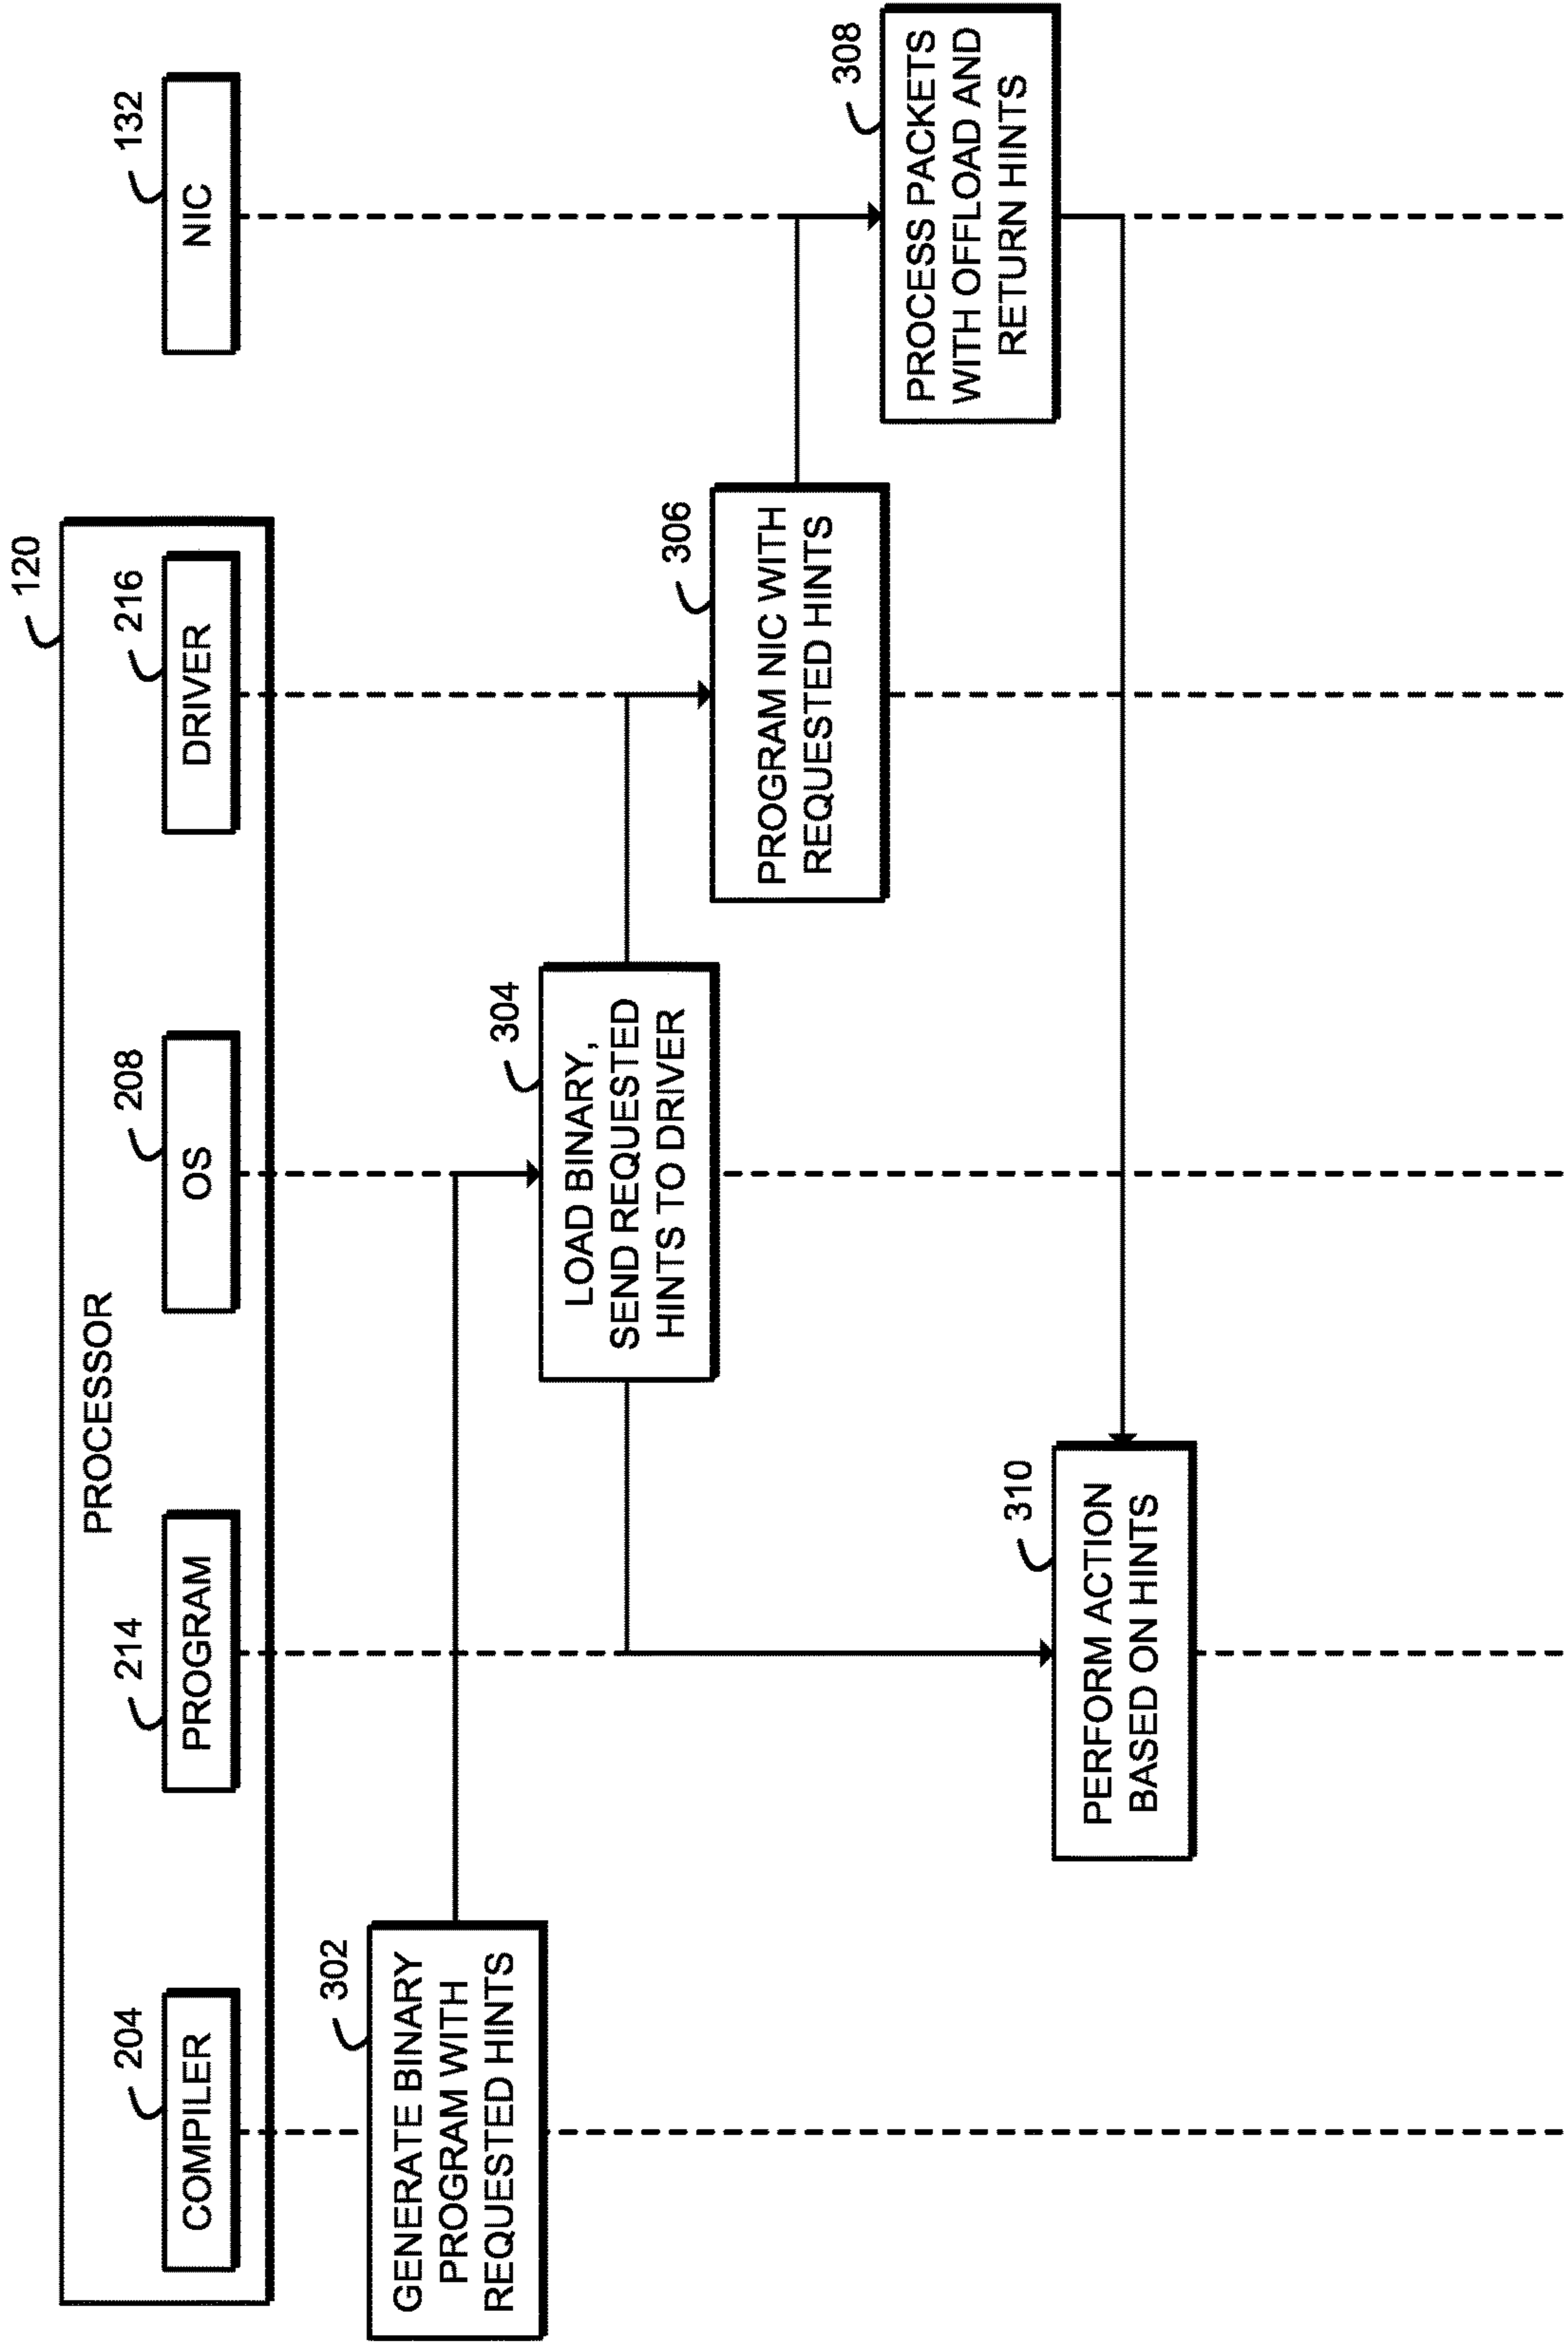 120
PROCESSOR
204
COMPILER
214
PROGRAM
208
OS
216
DRIVER
132
NIC
302
GENERATE BINARY
PROGRAM WITH
REQUESTED HINTS
304
LOAD BINARY,
SEND REQUESTED
HINTS TO DRIVER
306
PROGRAM NIC WITH
REQUESTED HINTS
308
PROCESS PACKETS
WITH OFFLOAD AND
RETURN HINTS
310
PERFORM ACTION
BASED ON HINTS